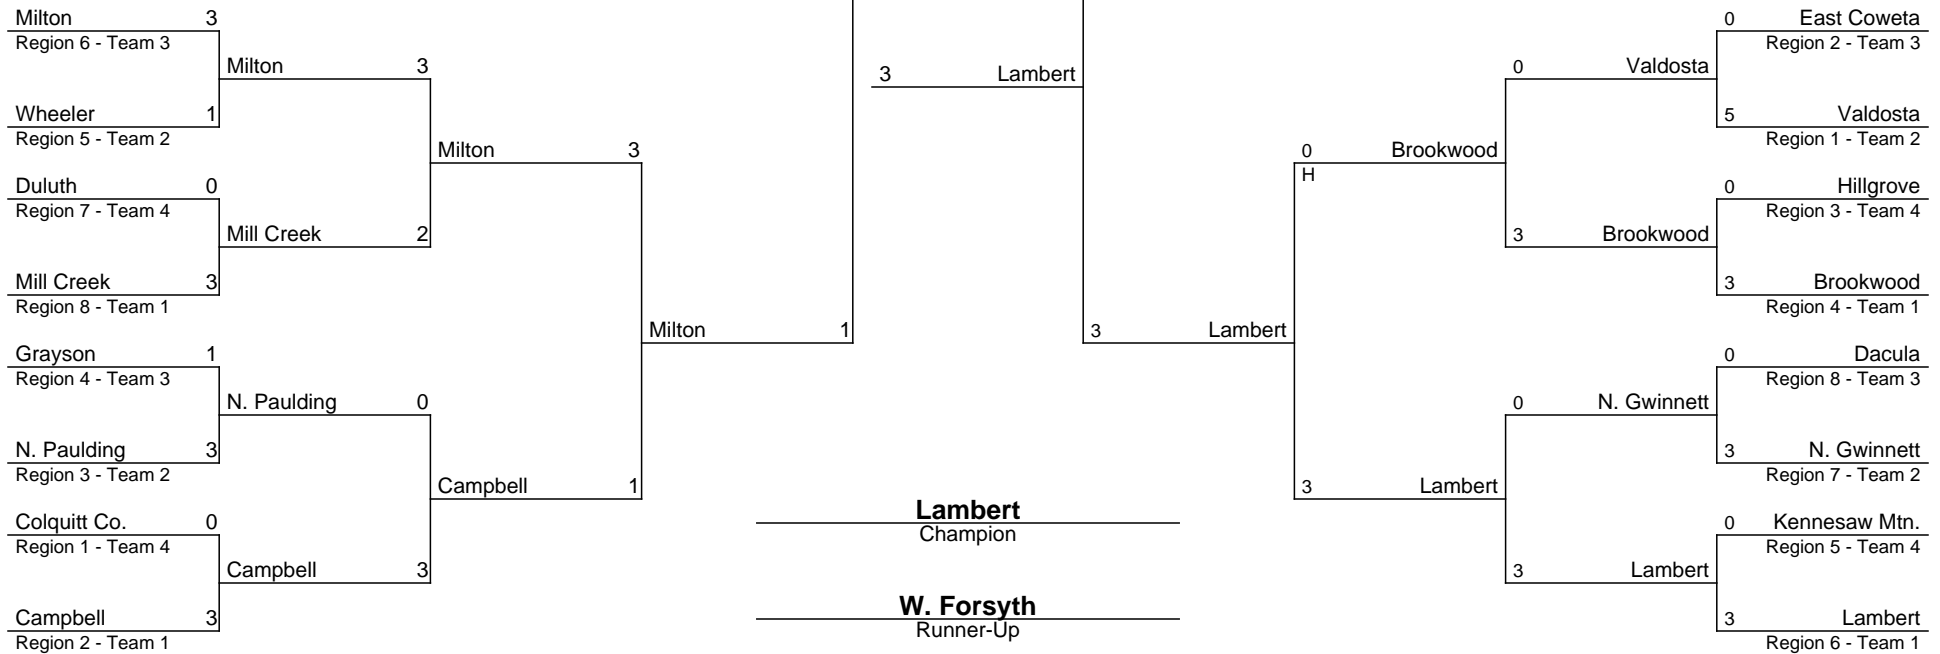 Milton 3
Region 6 - Team 3
Wheeler 1
Region 5 - Team 2
Duluth 0
Region 7 - Team 4
Mill Creek 3
Region 8 - Team 1
Grayson 1
Region 4 - Team 3
N. Paulding 3
Region 3 - Team 2
Colquitt Co. 0
Region 1 - Team 4
Campbell 3
Region 2 - Team 1
Milton 3
Mill Creek 2
N. Paulding 0
Campbell 3
Milton 3
Campbell 1
Milton 1
3 Lambert
Lambert
Champion
W. Forsyth
Runner-Up
3 Lambert
0 Brookwood
H
3 Lambert
0 Valdosta
3 Brookwood
0 N. Gwinnett
3 Lambert
0 East Coweta
Region 2 - Team 3
5 Valdosta
Region 1 - Team 2
0 Hillgrove
Region 3 - Team 4
3 Brookwood
Region 4 - Team 1
0 Dacula
Region 8 - Team 3
3 N. Gwinnett
Region 7 - Team 2
0 Kennesaw Mtn.
Region 5 - Team 4
3 Lambert
Region 6 - Team 1